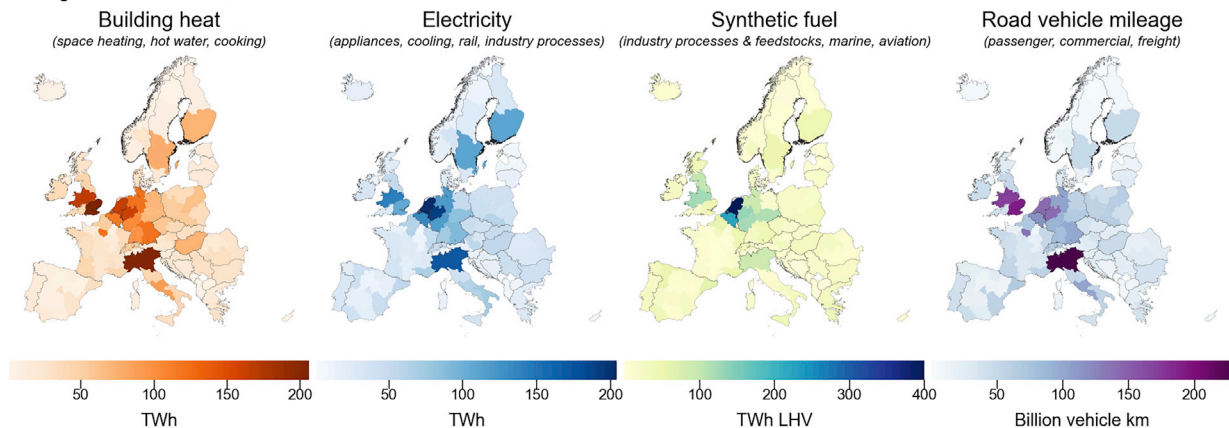 Building heat
(space heating, hot water, cooking)
Electricity
(appliances, cooling, rail, industry processes)
Synthetic fuel
(industry processes & feedstocks, marine, aviation)
Road vehicle mileage
(passenger, commercial, freight)
50 100 150 200
TWh
50 100 150 200
TWh
100 200 300 400
TWh LHV
50 100 150 200
Billion vehicle km